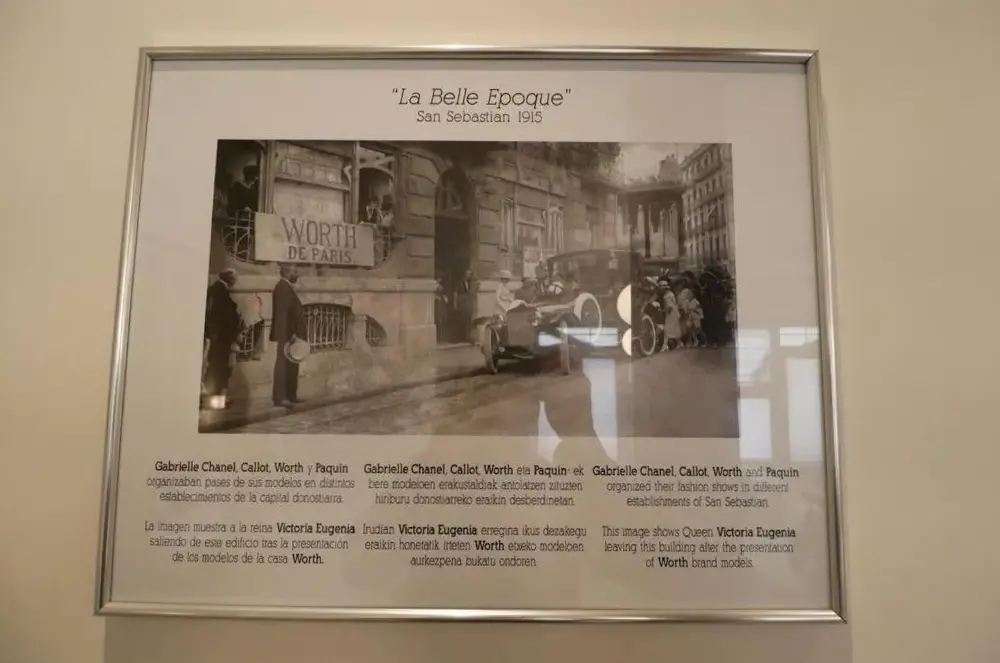 "La Belle Epoque"
San Sebastian 1915
WORTH
DE PARIS.
Gabrielle Chanel, Callot, Worth y Paquin
organizaban pases de sus modelos en distintos
establecimientos de la capital donostiarra.
La imagen muestra a la reina Victoria Eugenia
saliendo de este edificio tras la presentación
de los modelos de la casa Worth.
Gabrielle Chanel, Callot, Worth eta Paquin- ek
bere modeloen erakustaldiak antolatzen zituzten
hiriburu donostiarreko eraikin desberdinetan.
Irudian Victoria Eugenia erregina ikus dezakegu
eraikin honetatik irteten Worth etxeko modeloen
aurkezpena bukatu ondoren.
Gabrielle Chanel, Callot, Worth and Paquin
organized their fashion shows in different
establishments of San Sebastian.
This image shows Queen Victoria Eugenia
leaving this building after the presentation
of Worth brand models.